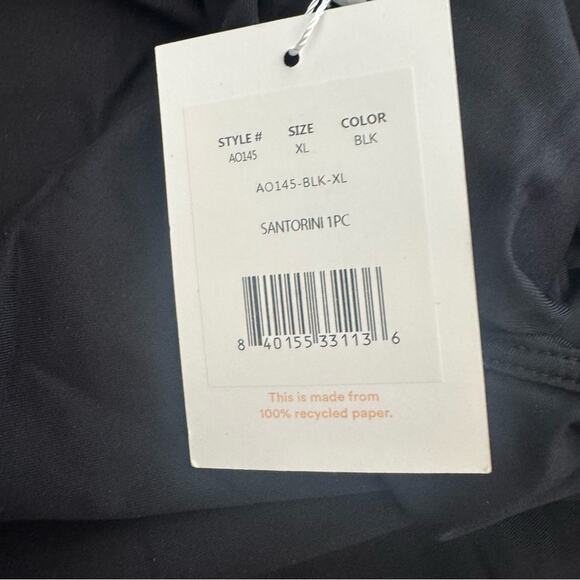 STYLE # SIZE COLOR
AO145 XL BLK
AO145-BLK-XL
SANTORINI 1PC
8 40155 33113 6
This is made from
100% recycled paper.